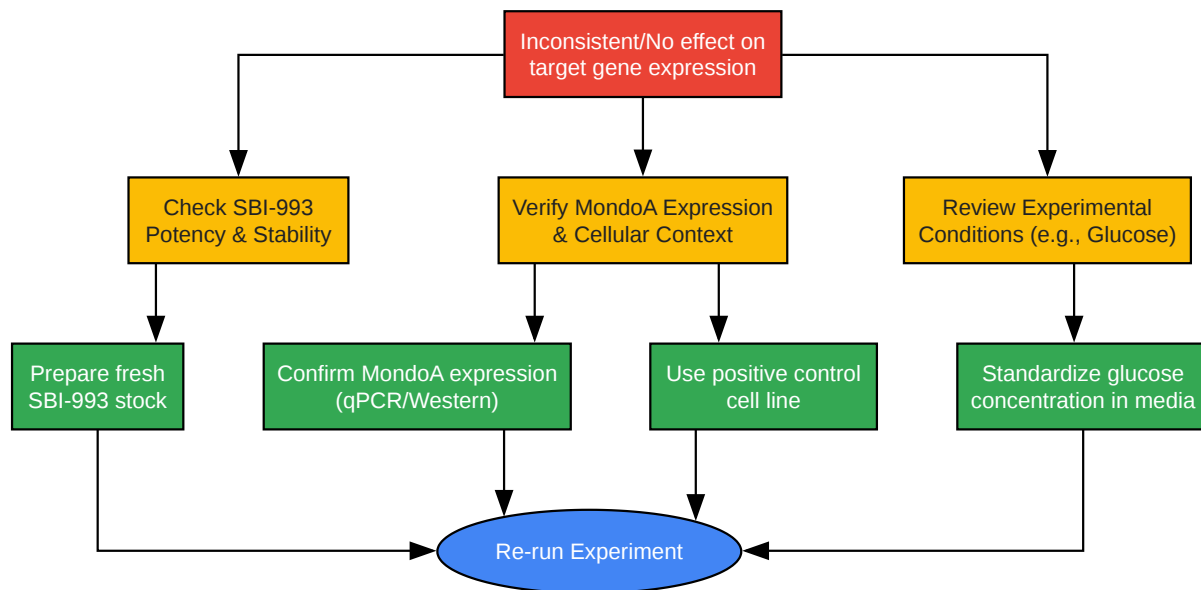 Inconsistent/No effect on
target gene expression
Check SBI-993
Potency & Stability
Verify MondoA Expression
& Cellular Context
Review Experimental
Conditions (e.g., Glucose)
Prepare fresh
SBI-993 stock
Confirm MondoA expression
(qPCR/Western)
Use positive control
cell line
Standardize glucose
concentration in media
Re-run Experiment